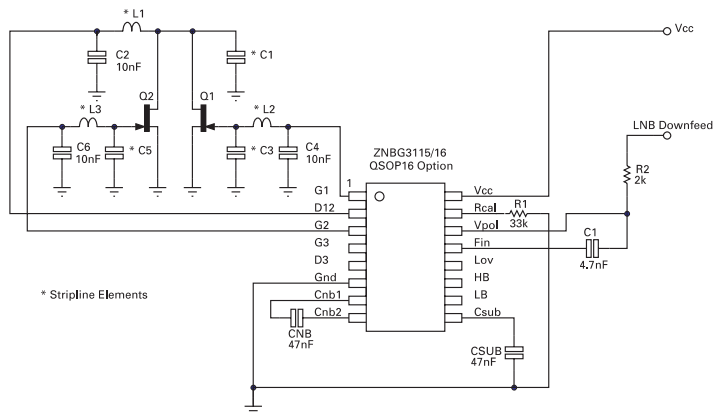 * L1
Vcc
C2
10nF
* C1
Q2
Q1
* L3
* L2
LNB Downfeed
C6
10nF
* C5
* C3
C4
10nF
ZNBG3115/16
QSOP16 Option
R2
2k
G1
1
Vcc
D12
Rcal
R1
33k
G2
Vpol
G3
Fin
C1
4.7nF
D3
Lov
* Stripline Elements
Gnd
HB
Cnb1
LB
Cnb2
Csub
CNB
47nF
CSUB
47nF